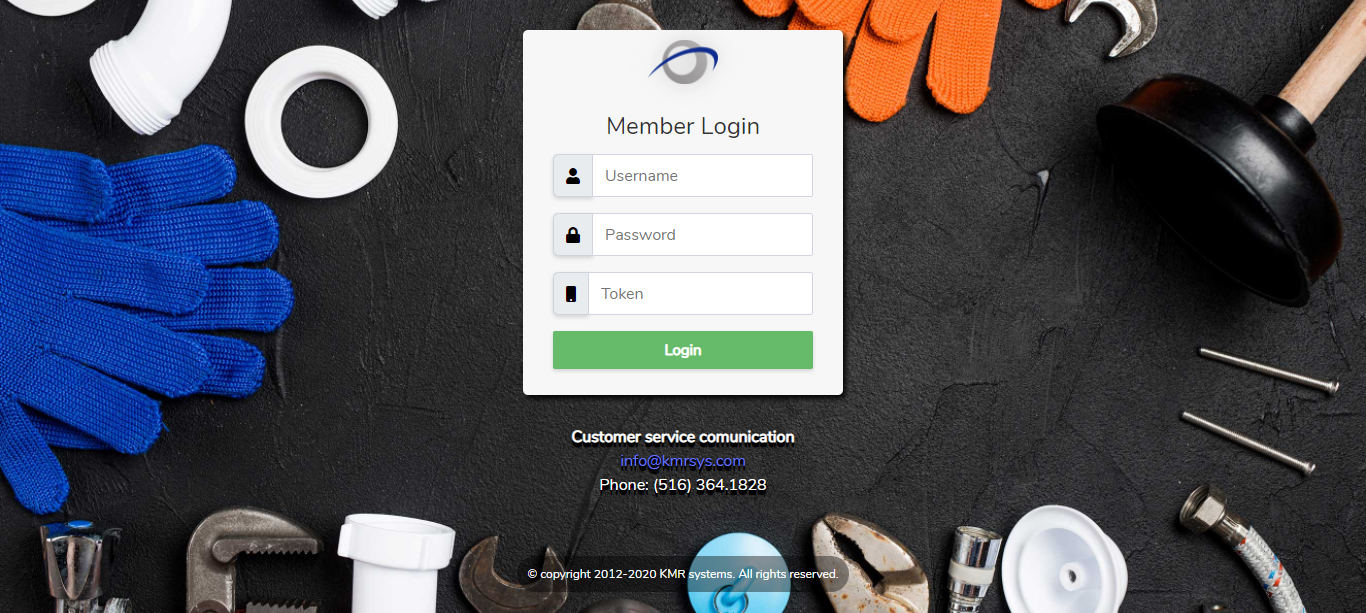 Member Login
Username
Password
Token
Login
Customer service comunication
info@kmrsys.com
Phone: (516) 364.1828
© copyright 2012-2020 KMR systems. All rights reserved.